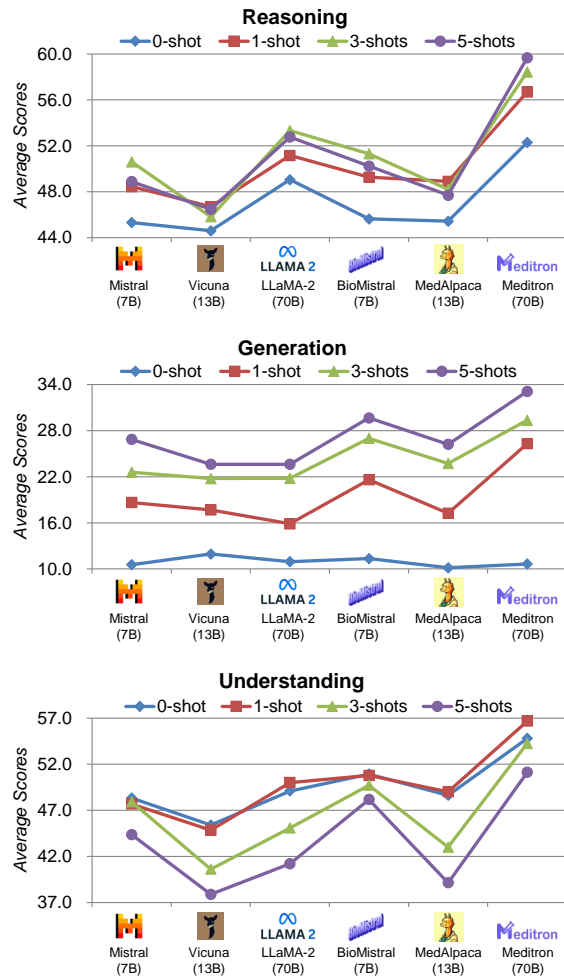 Reasoning
0-shot 1-shot 3-shots 5-shots
Average Scores
60.0
56.0
52.0
48.0
44.0
LLAMA 2 BioMistral Meditron
Mistral Vicuna LLaMA-2 BioMistral MedAlpaca Meditron
(7B) (13B) (70B) (7B) (13B) (70B)
Generation
0-shot 1-shot 3-shots 5-shots
Average Scores
34.0
28.0
22.0
16.0
10.0
LLAMA 2 BioMistral Meditron
Mistral Vicuna LLaMA-2 BioMistral MedAlpaca Meditron
(7B) (13B) (70B) (7B) (13B) (70B)
Understanding
0-shot 1-shot 3-shots 5-shots
Average Scores
57.0
52.0
47.0
42.0
37.0
LLAMA 2 BioMistral Meditron
Mistral Vicuna LLaMA-2 BioMistral MedAlpaca Meditron
(7B) (13B) (70B) (7B) (13B) (70B)